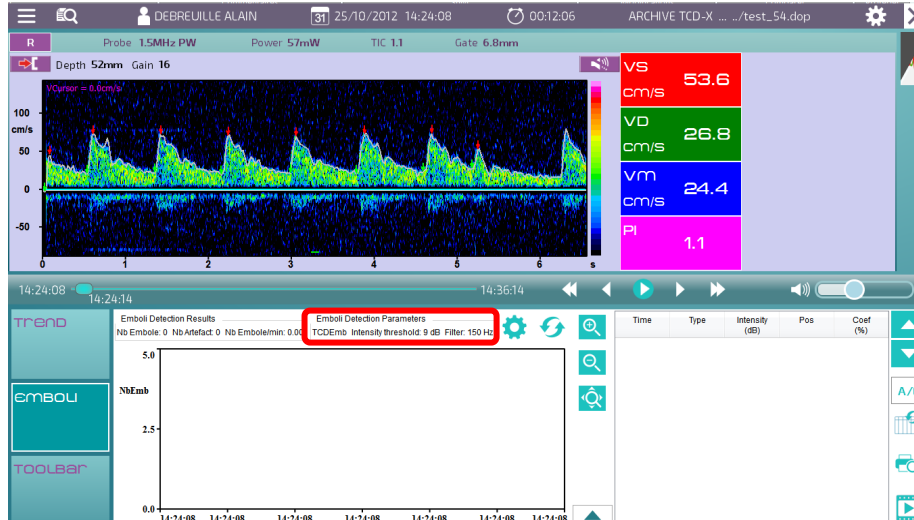 DEBREUILLE ALAIN 31 25/10/2012 14:24:08 00:12:06 ARCHIVE TCD-X ... .../test_54.dop
R Probe 1.5MHz PW Power 57mW TIC 1.1 Gate 6.8mm
Depth 52mm Gain 16
VCursor = 0.0cm/s
100
cm/s
50
0
-50
0 1 2 3 4 5 6 s
VS
cm/s 53.6
VD
cm/s 26.8
Vm
cm/s 24.4
PI
1.1
14:24:08 14:36:14
14:24:14
Trend
EMBOLI
TOOLBar
Emboli Detection Results
Nb Embole: 0 Nb Artefact: 0 Nb Embole/min: 0.00
Emboli Detection Parameters
TCDEmb Intensity threshold: 9 dB Filter: 150 Hz
5.0
NbEmb
2.5
0.0
14:24:08 14:24:08 14:24:08 14:24:08 14:24:08 14:24:08 14:24:08
Time Type Intensity (dB) Pos Coef (%)